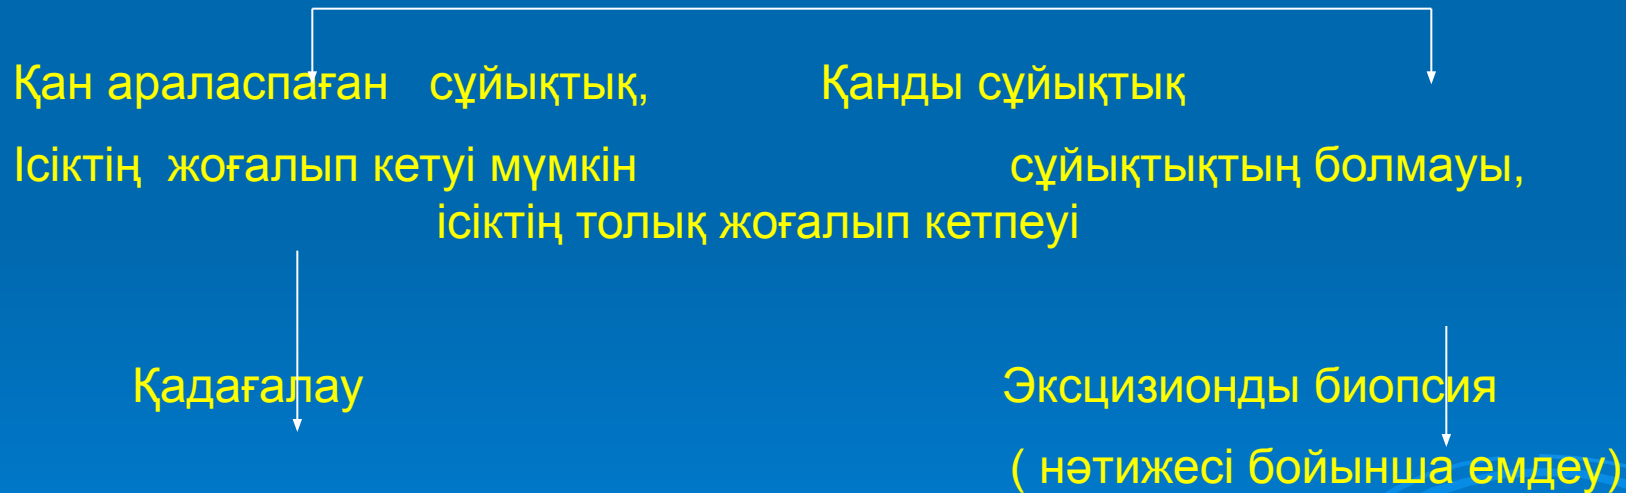 Қан араласпаған сұйықтық, Қанды сұйықтық
Ісіктің жоғалып кетуі мүмкін сұйықтықтың болмауы,
ісіктің толық жоғалып кетпеуі
Қадағалау Эксцизионды биопсия
( нәтижесі бойынша емдеу)